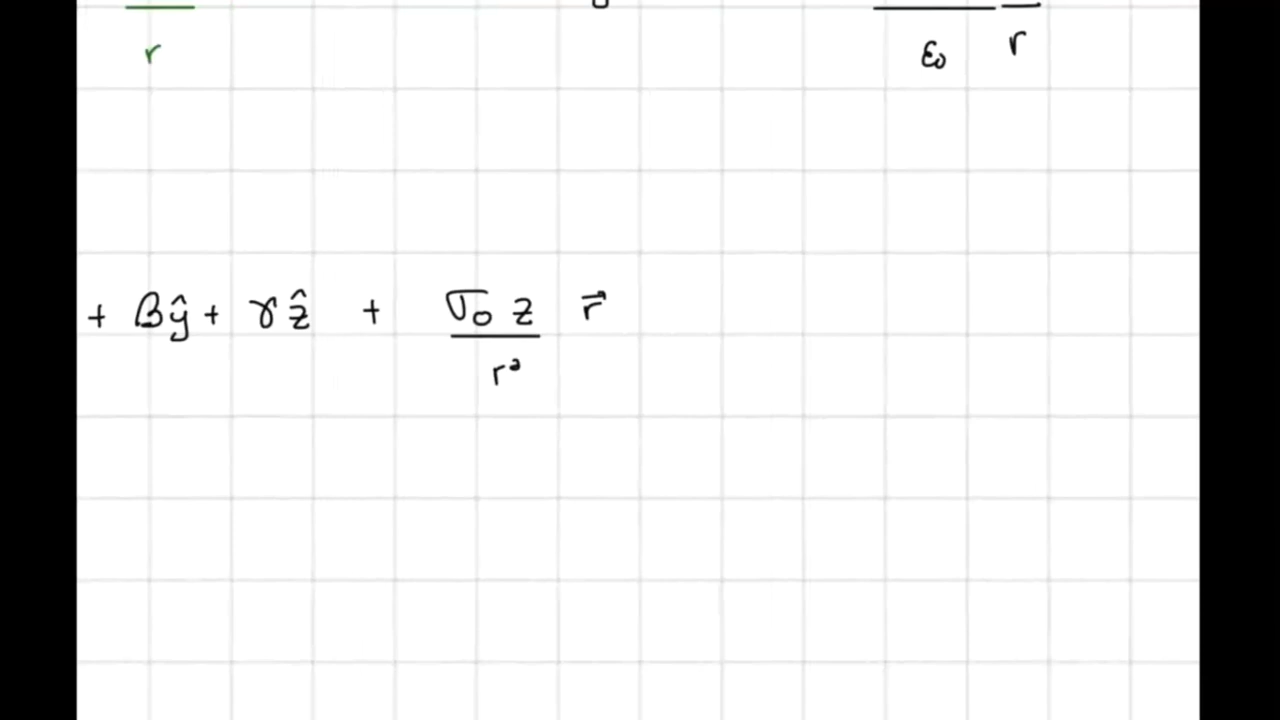 r ε₀ r
+ βŷ + γẑ + σ₀ z r⃗
r²